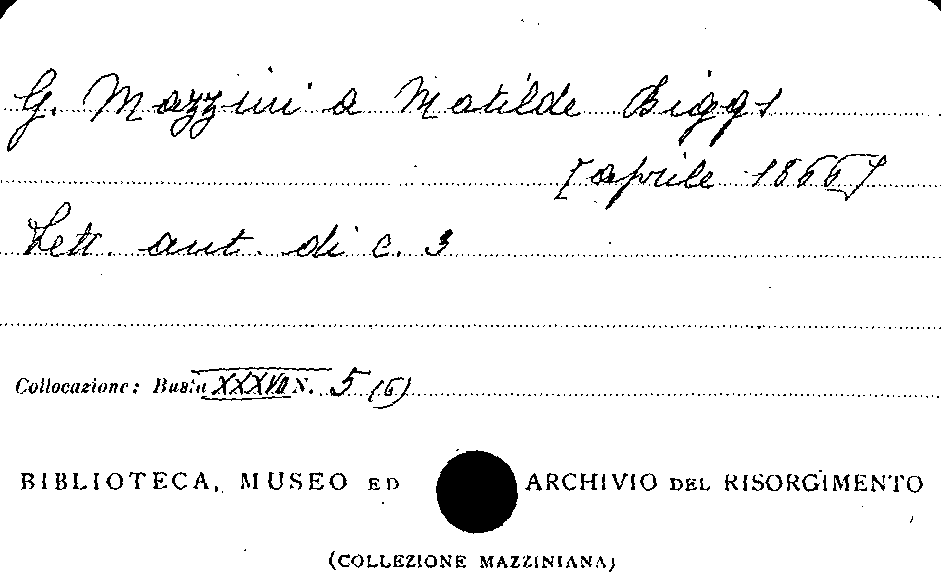 G. Mazzini a Matilde Biggs
[aprile 1866]
Lett. aut. di c. 3
Collocazione: Busta XXXVII N. 5 (6)
BIBLIOTECA, MUSEO ED ARCHIVIO DEL RISORGIMENTO
(COLLEZIONE MAZZINIANA)